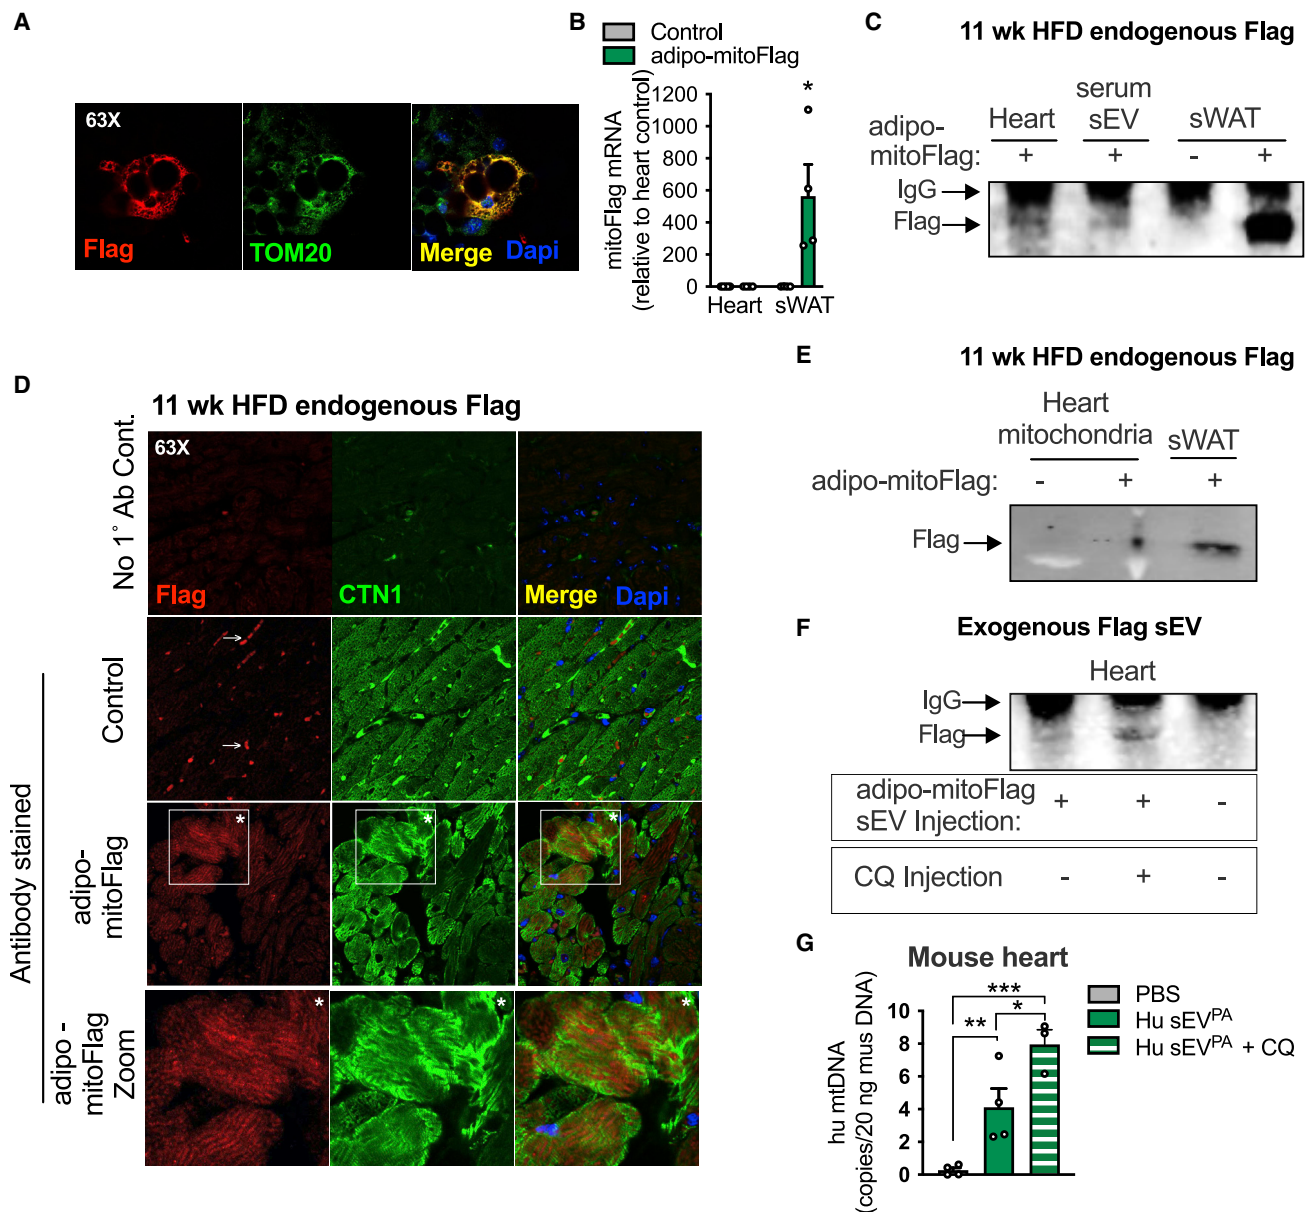 A
63X
Flag
TOM20
Merge Dapi
B
Control
adipo-mitoFlag
mitoFlag mRNA
(relative to heart control)
1200
1000
800
600
400
200
0
*
Heart sWAT
C
11 wk HFD endogenous Flag
Heart
serum
sEV
sWAT
adipo-
mitoFlag:
+ + - +
IgG
Flag
D
11 wk HFD endogenous Flag
No 1° Ab Cont.
63X
Flag
CTN1
Merge Dapi
Antibody stained
Control
adipo-
mitoFlag
* * *
adipo -
mitoFlag
Zoom
* * *
E
11 wk HFD endogenous Flag
Heart
mitochondria
sWAT
adipo-mitoFlag: - + +
Flag
F
Exogenous Flag sEV
Heart
IgG
Flag
adipo-mitoFlag
sEV Injection:
+ + -
CQ Injection - + -
G
Mouse heart
hu mtDNA
(copies/20 ng mus DNA)
10
8
6
4
2
0
***
*
**
PBS
Hu sEVᴾᴬ
Hu sEVᴾᴬ + CQ